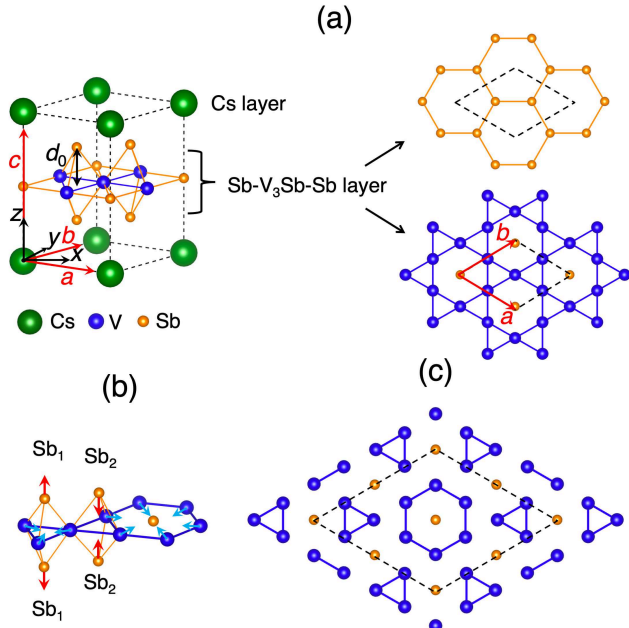 (a)
Cs layer
d₀
c
Sb-V₃Sb-Sb layer
z
y
b
x
a
b
a
Cs
V
Sb
(b)
(c)
Sb₁
Sb₂
Sb₂
Sb₁